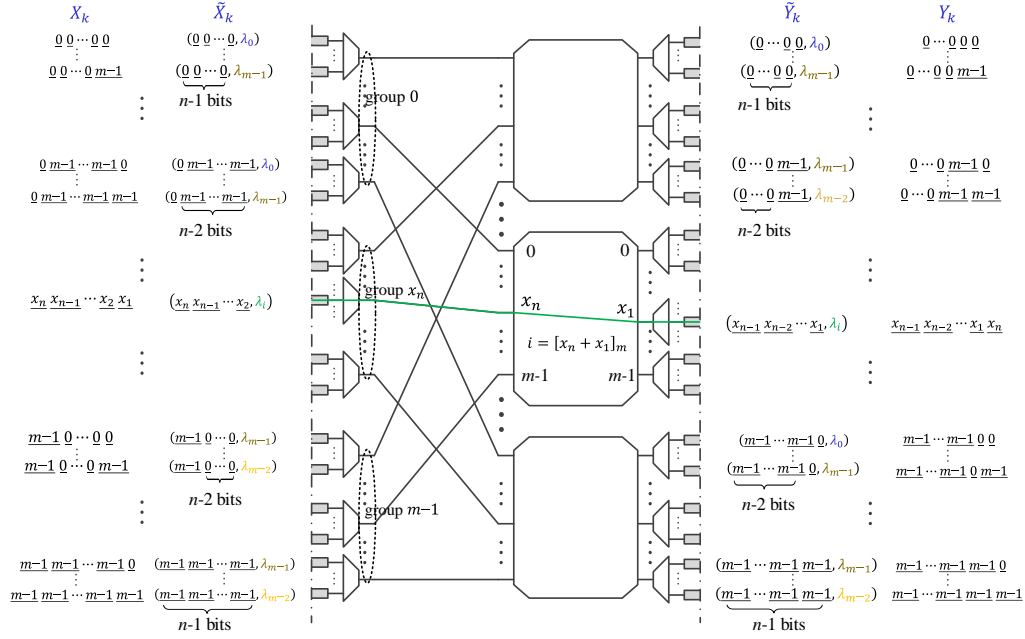 X_k X̃_k Ỹ_k Y_k
0 0 ⋯ 0 0 (0 0 ⋯ 0, λ_0) (0 ⋯ 0 0, λ_0) 0 ⋯ 0 0 0
0 0 ⋯ 0 m−1 (0 0 ⋯ 0, λ_{m−1}) (0 ⋯ 0 0, λ_{m−1}) 0 ⋯ 0 0 m−1
n-1 bits group 0 n-1 bits
0 m−1 ⋯ m−1 0 (0 m−1 ⋯ m−1, λ_0) (0 ⋯ 0 m−1, λ_{m−1}) 0 ⋯ 0 m−1 0
0 m−1 ⋯ m−1 m−1 (0 m−1 ⋯ m−1, λ_{m−1}) (0 ⋯ 0 m−1, λ_{m−2}) 0 ⋯ 0 m−1 m−1
n-2 bits n-2 bits
0 0
x_n x_{n−1} ⋯ x_2 x_1 (x_n x_{n−1} ⋯ x_2, λ_i) group x_n x_n x_1 (x_{n−1} x_{n−2} ⋯ x_1, λ_i) x_{n−1} x_{n−2} ⋯ x_1 x_n
i = [x_n + x_1]_m
m-1 m-1
m−1 0 ⋯ 0 0 (m−1 0 ⋯ 0, λ_{m−1}) (m−1 ⋯ m−1 0, λ_0) m−1 ⋯ m−1 0 0
m−1 0 ⋯ 0 m−1 (m−1 0 ⋯ 0, λ_{m−2}) (m−1 ⋯ m−1 0, λ_{m−1}) m−1 ⋯ m−1 0 m−1
n-2 bits group m−1 n-2 bits
m−1 m−1 ⋯ m−1 0 (m−1 m−1 ⋯ m−1, λ_{m−1}) (m−1 ⋯ m−1 m−1, λ_{m−1}) m−1 ⋯ m−1 m−1 0
m−1 m−1 ⋯ m−1 m−1 (m−1 m−1 ⋯ m−1, λ_{m−2}) (m−1 ⋯ m−1 m−1, λ_{m−2}) m−1 ⋯ m−1 m−1 m−1
n-1 bits n-1 bits